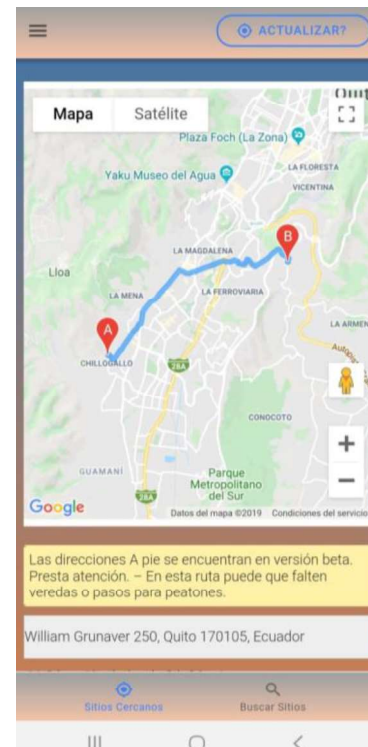 ACTUALIZAR?
Mapa
Satélite
Plaza Foch (La Zona)
LA FLORESTA
Yaku Museo del Agua
VICENTINA
LA MAGDALENA
B
Lloa
LA MENA
LA FERROVIARIA
A
LA ARMEN
CHILLOGALLO
28A
CONOCOTO
GUAMANÍ
Parque
Metropolitano
del Sur
28A
Google
Datos del mapa ©2019
Condiciones del servicio
Las direcciones A pie se encuentran en versión beta.
Presta atención. – En esta ruta puede que falten
veredas o pasos para peatones.
William Grunaver 250, Quito 170105, Ecuador
Sitios Cercanos
Buscar Sitios